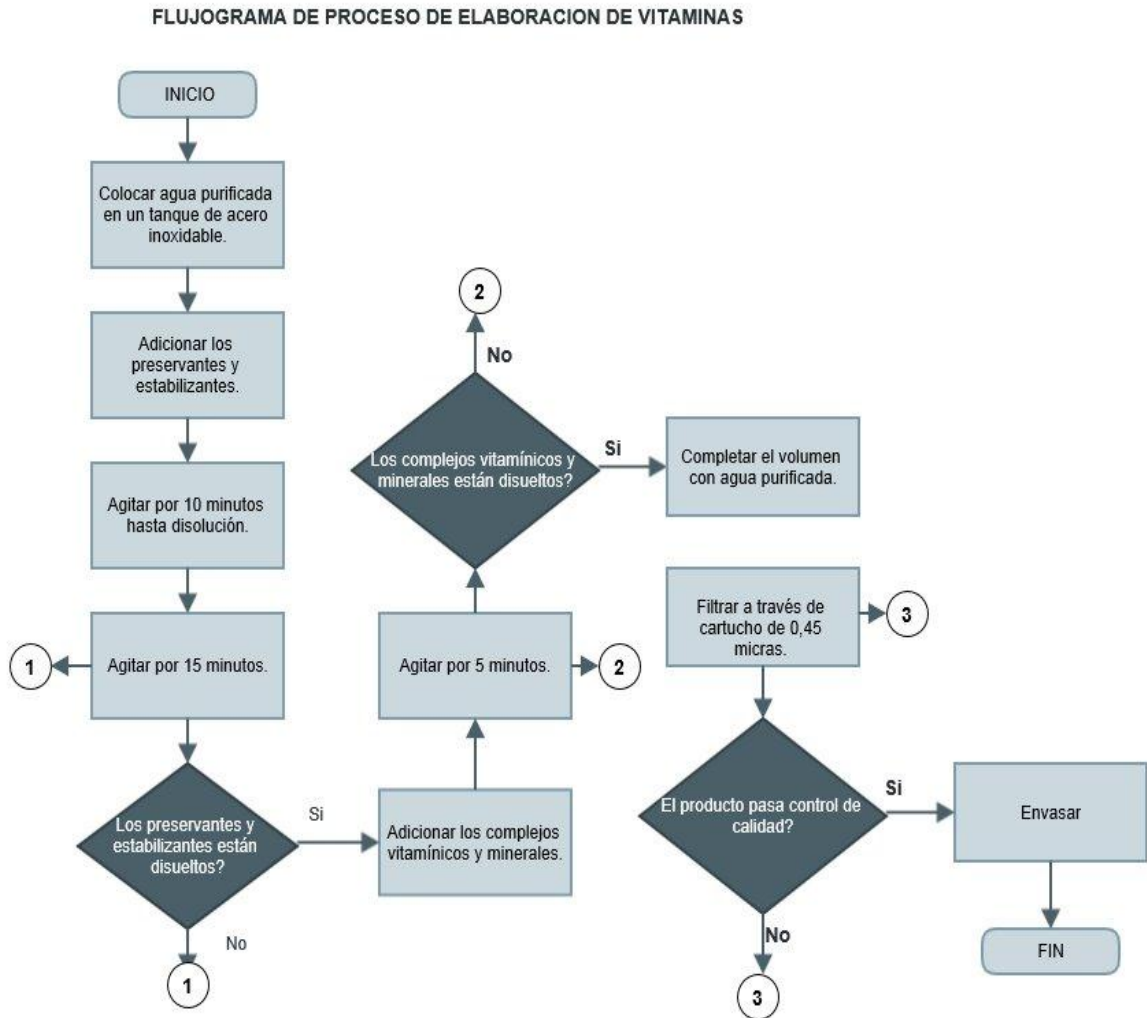 FLUJOGRAMA DE PROCESO DE ELABORACION DE VITAMINAS
INICIO
Colocar agua purificada
en un tanque de acero
inoxidable.
Adicionar los
preservantes y
estabilizantes.
Agitar por 10 minutos
hasta disolución.
Agitar por 15 minutos.
1
Los preservantes y
estabilizantes están
disueltos?
No
1
Si
Adicionar los complejos
vitamínicos y minerales.
Agitar por 5 minutos.
2
Los complejos vitamínicos y
minerales están disueltos?
No
2
Si
Completar el volumen
con agua purificada.
Filtrar a través de
cartucho de 0,45
micras.
3
El producto pasa control de
calidad?
No
3
Si
Envasar
FIN